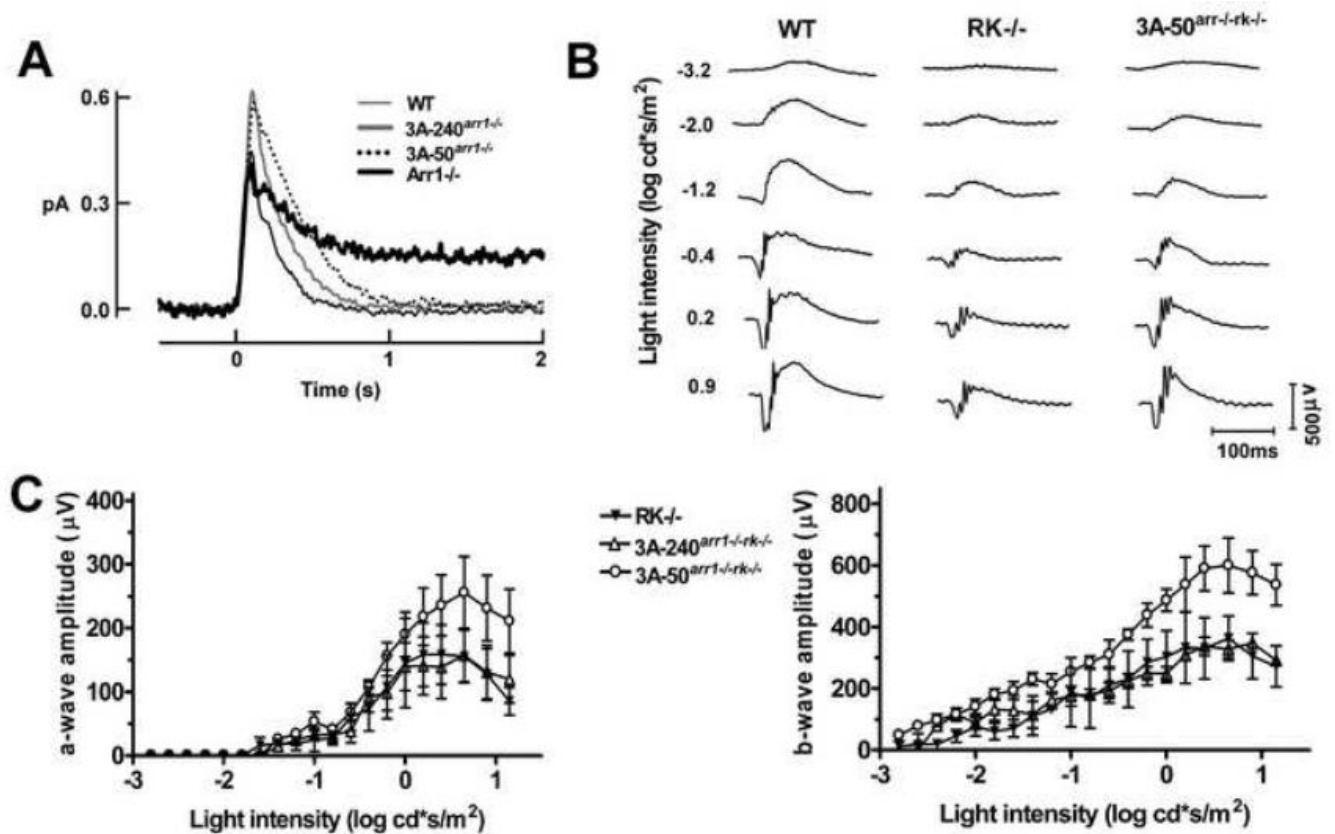 A
0.6
0.3
0.0
pA
WT
3A-240arr1-/-
3A-50arr1-/-
Arr1-/-
0 1 2
Time (s)
B
WT RK-/- 3A-50arr-/-rk-/-
Light intensity (log cd*s/m2)
-3.2
-2.0
-1.2
-0.4
0.2
0.9
500µV
100ms
C
a-wave amplitude (µV)
400
300
200
100
0
-3 -2 -1 0 1
Light intensity (log cd*s/m2)
RK-/-
3A-240arr1-/-rk-/-
3A-50arr1-/-rk-/-
b-wave amplitude (µV)
800
600
400
200
0
-3 -2 -1 0 1
Light intensity (log cd*s/m2)